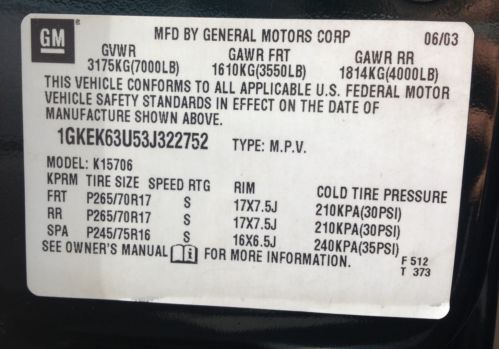 GM MFD BY GENERAL MOTORS CORP 06/03
GVWR GAWR FRT GAWR RR
3175KG(7000LB) 1610KG(3550LB) 1814KG(4000LB)
THIS VEHICLE CONFORMS TO ALL APPLICABLE U.S. FEDERAL MOTOR
VEHICLE SAFETY STANDARDS IN EFFECT ON THE DATE OF
MANUFACTURE SHOWN ABOVE.
1GKEK63U53J322752 TYPE: M.P.V.
MODEL: K15706
KPRM TIRE SIZE SPEED RTG RIM COLD TIRE PRESSURE
FRT P265/70R17 S 17X7.5J 210KPA(30PSI)
RR P265/70R17 S 17X7.5J 210KPA(30PSI)
SPA P245/75R16 S 16X6.5J 240KPA(35PSI)
SEE OWNER'S MANUAL i FOR MORE INFORMATION. F 512
T 373